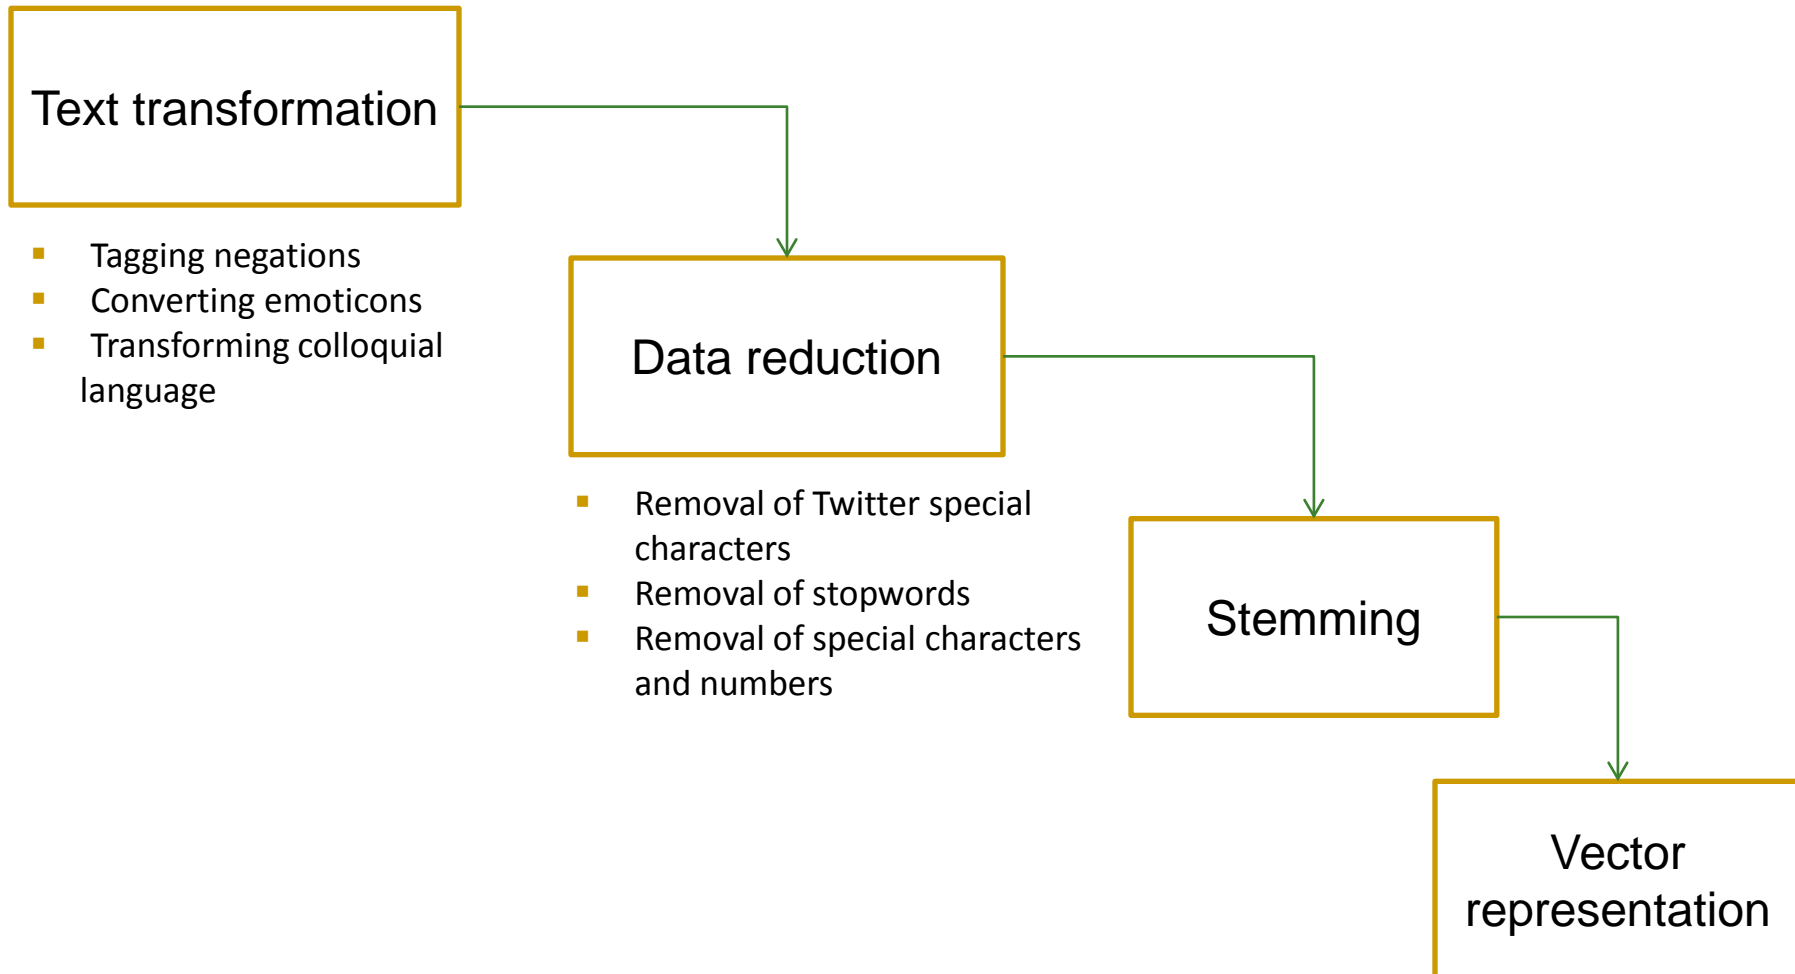 Text transformation
▪ Tagging negations
▪ Converting emoticons
▪ Transforming colloquial
language
Data reduction
▪ Removal of Twitter special
characters
▪ Removal of stopwords
▪ Removal of special characters
and numbers
Stemming
Vector
representation